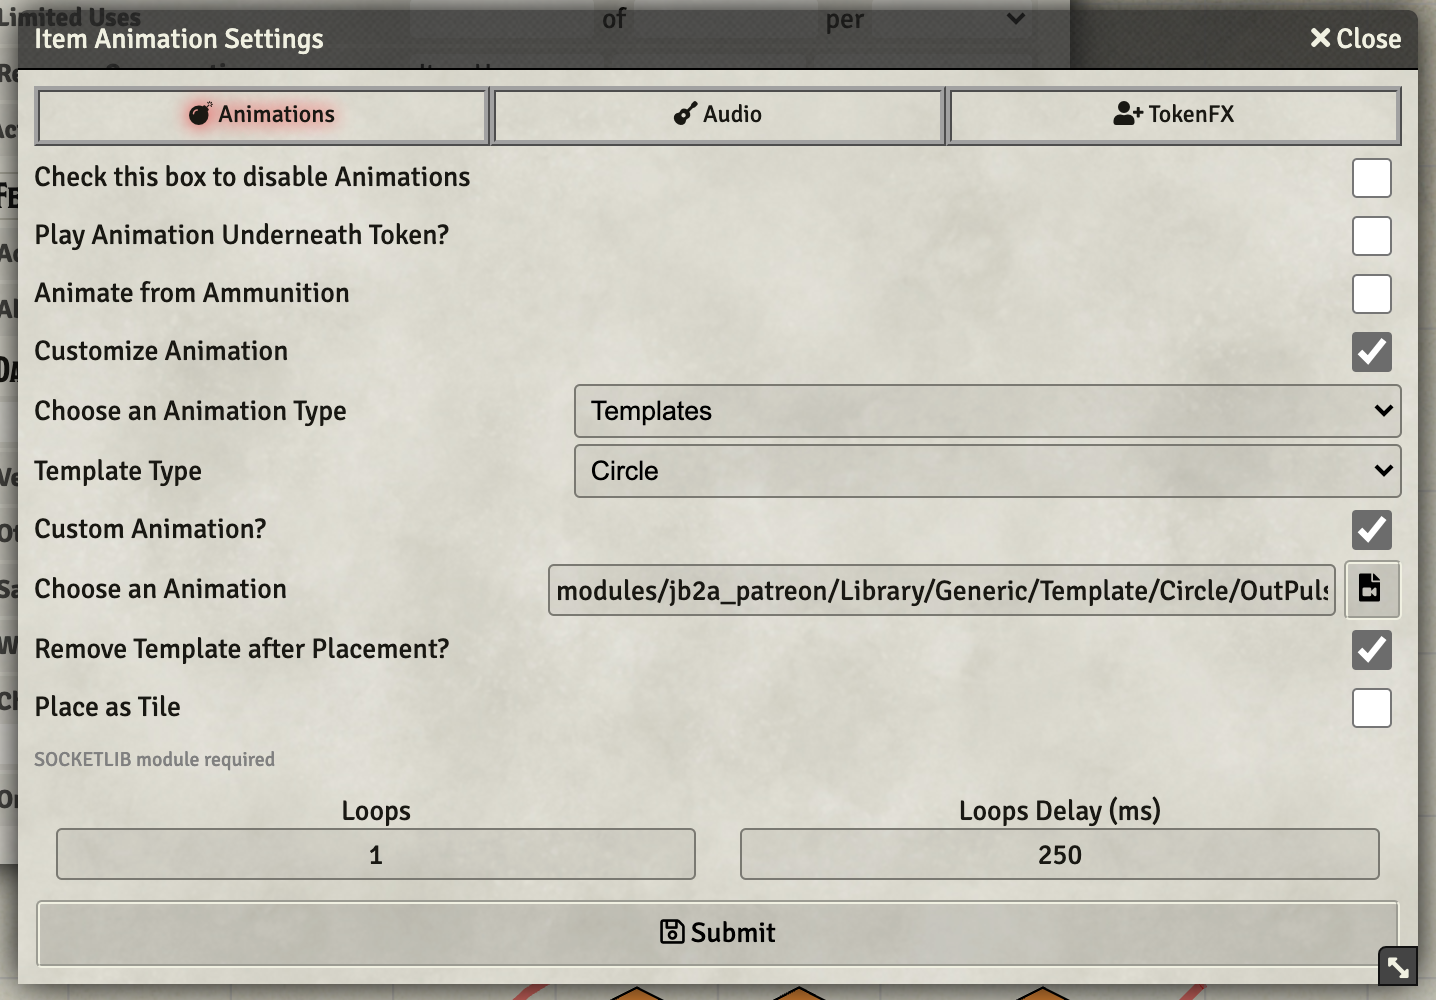 Limited Uses of per
Item Animation Settings Close
Animations Audio TokenFX
Check this box to disable Animations
Play Animation Underneath Token?
Animate from Ammunition
Customize Animation
Choose an Animation Type Templates
Template Type Circle
Custom Animation?
Choose an Animation modules/jb2a_patreon/Library/Generic/Template/Circle/OutPuls
Remove Template after Placement?
Place as Tile
SOCKETLIB module required
Loops Loops Delay (ms)
1 250
Submit